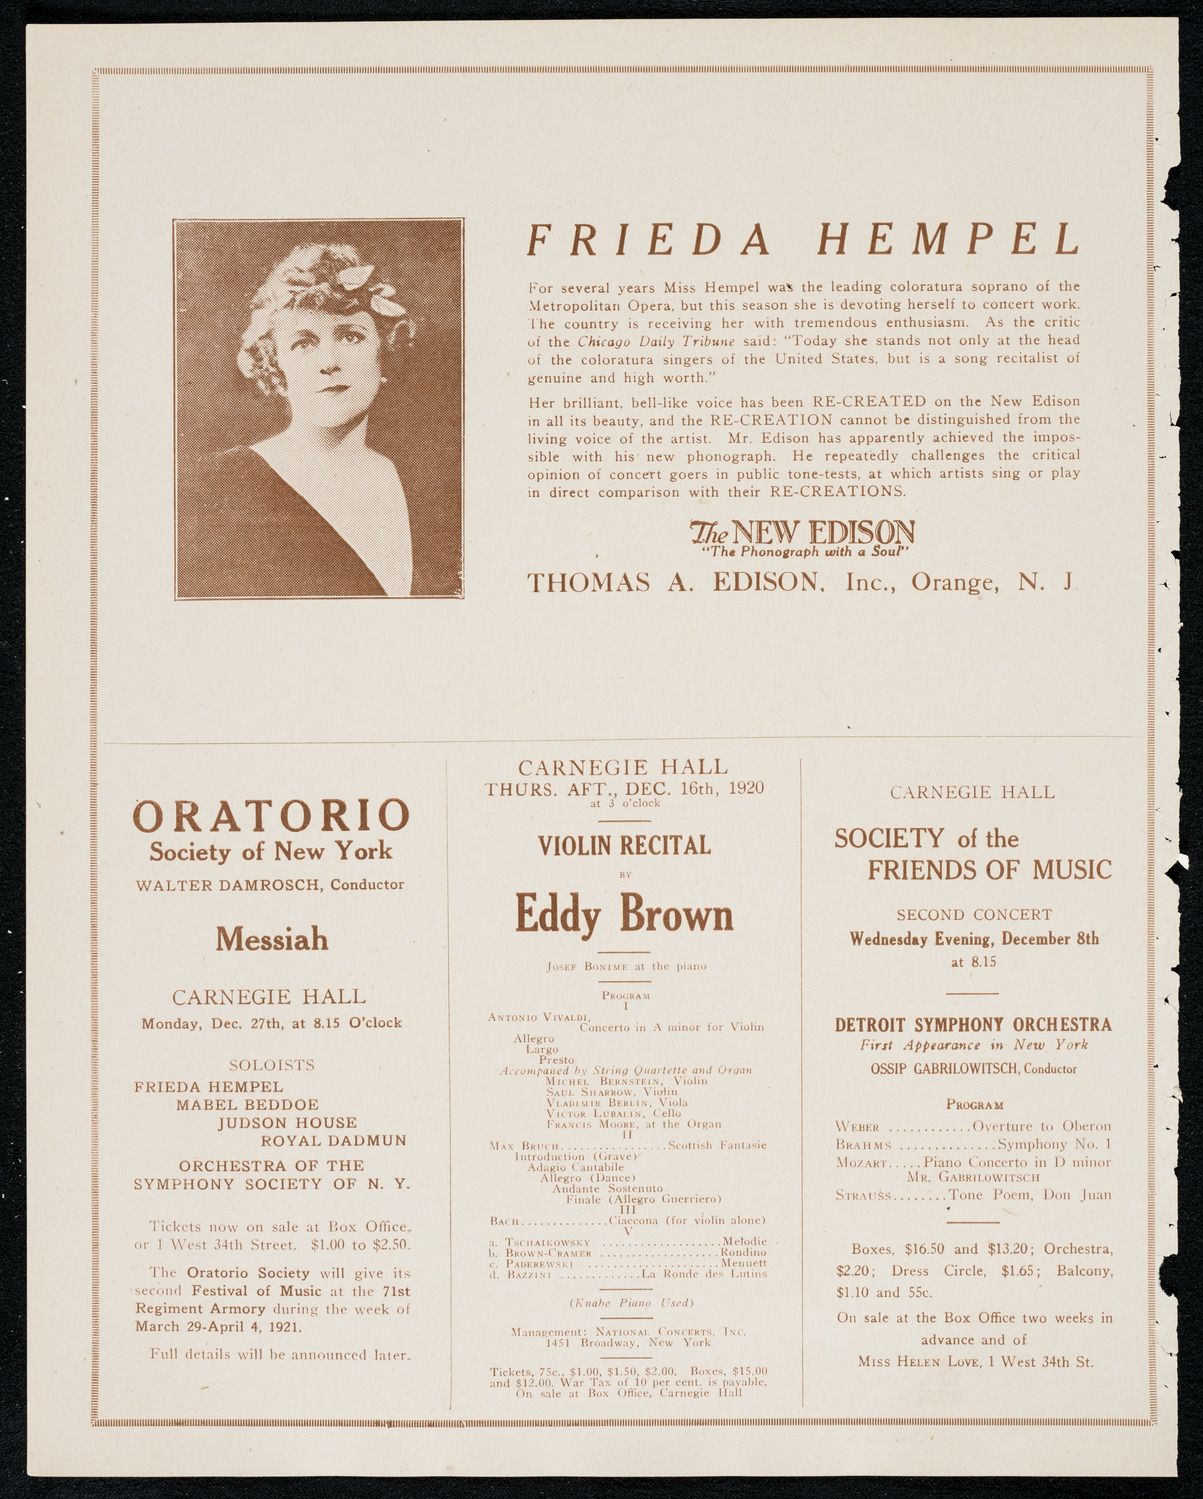 FRIEDA HEMPEL
For several years Miss Hempel was the leading coloratura soprano of the
Metropolitan Opera, but this season she is devoting herself to concert work.
The country is receiving her with tremendous enthusiasm. As the critic
of the Chicago Daily Tribune said: “Today she stands not only at the head
of the coloratura singers of the United States, but is a song recitalist of
genuine and high worth.”
Her brilliant, bell-like voice has been RE-CREATED on the New Edison
in all its beauty, and the RE-CREATION cannot be distinguished from the
living voice of the artist. Mr. Edison has apparently achieved the impos-
sible with his new phonograph. He repeatedly challenges the critical
opinion of concert goers in public tone-tests, at which artists sing or play
in direct comparison with their RE-CREATIONS.
The NEW EDISON
“The Phonograph with a Soul”
THOMAS A. EDISON, Inc., Orange, N. J.
ORATORIO
Society of New York
WALTER DAMROSCH, Conductor
Messiah
CARNEGIE HALL
Monday, Dec. 27th, at 8.15 O'clock
SOLOISTS
FRIEDA HEMPEL
MABEL BEDDOE
JUDSON HOUSE
ROYAL DADMUN
ORCHESTRA OF THE
SYMPHONY SOCIETY OF N. Y.
Tickets now on sale at Box Office,
or 1 West 34th Street. $1.00 to $2.50.
The Oratorio Society will give its
second Festival of Music at the 71st
Regiment Armory during the week of
March 29-April 4, 1921.
Full details will be announced later.
CARNEGIE HALL
THURS. AFT., DEC. 16th, 1920
at 3 o'clock
VIOLIN RECITAL
BY
Eddy Brown
JOSEF BONIME at the piano
PROGRAM
I
ANTONIO VIVALDI,
Concerto in A minor for Violin
Allegro
Largo
Presto
Accompanied by String Quartette and Organ
MICHEL BERNSTEIN, Violin
SAUL SHARROW, Violin
VLADIMIR BERLIN, Viola
VICTOR LUBALIN, Cello
FRANCIS MOORE, at the Organ
II
MAX BRUCH.................Scottish Fantasie
Introduction (Grave)
Adagio Cantabile
Allegro (Dance)
Andante Sostenuto
Finale (Allegro Guerriero)
III
BACH..............Ciaccona (for violin alone)
V
a. TSCHAIKOWSKY ...................Melodie
b. BROWN-CRAMER ...................Rondino
c. PADEREWSKI .....................Menuett
d. BAZZINI .............La Ronde des Lutins
(Knabe Piano Used)
Management: NATIONAL CONCERTS, INC.
1451 Broadway, New York
Tickets, 75c., $1.00, $1.50, $2.00, Boxes, $15.00
and $12.00, War Tax of 10 per cent. is payable.
On sale at Box Office, Carnegie Hall
CARNEGIE HALL
SOCIETY of the
FRIENDS OF MUSIC
SECOND CONCERT
Wednesday Evening, December 8th
at 8.15
DETROIT SYMPHONY ORCHESTRA
First Appearance in New York
OSSIP GABRILOWITSCH, Conductor
PROGRAM
WEBER ............Overture to Oberon
BRAHMS ..............Symphony No. 1
MOZART.....Piano Concerto in D minor
MR. GABRILOWITSCH
STRAUSS........Tone Poem, Don Juan
Boxes, $16.50 and $13.20; Orchestra,
$2.20; Dress Circle, $1.65; Balcony,
$1.10 and 55c.
On sale at the Box Office two weeks in
advance and of
MISS HELEN LOVE, 1 West 34th St.